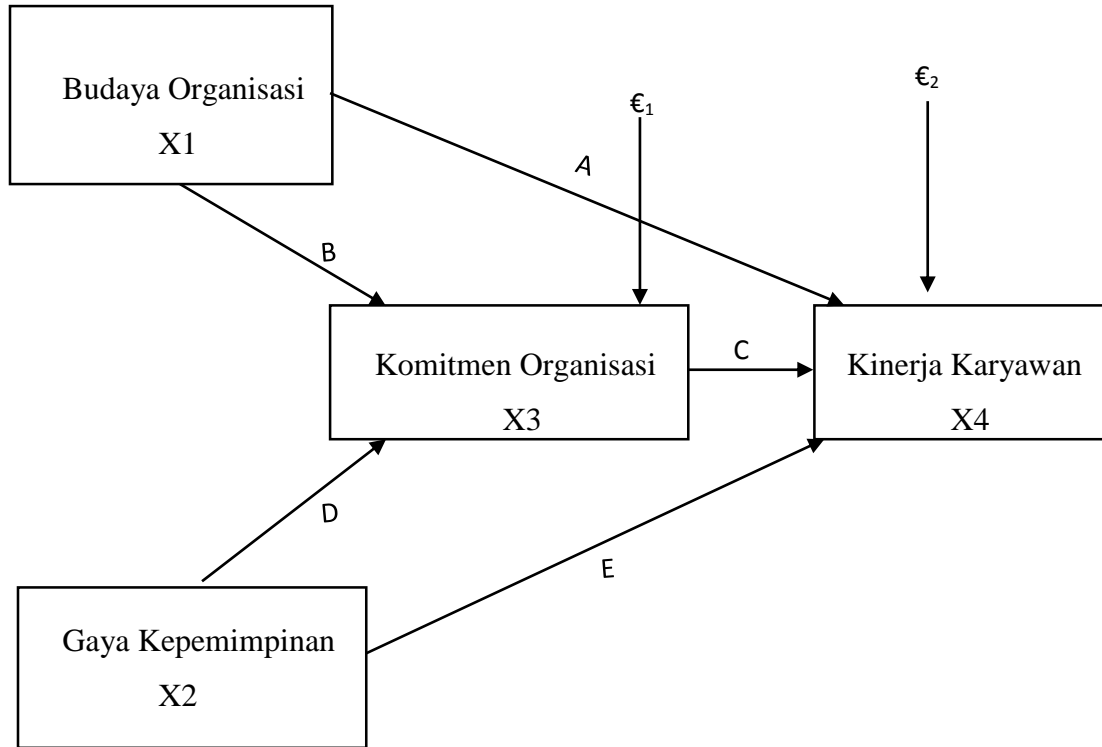 Budaya Organisasi
X1
€1
€2
A
B
Komitmen Organisasi
X3
C
Kinerja Karyawan
X4
D
E
Gaya Kepemimpinan
X2